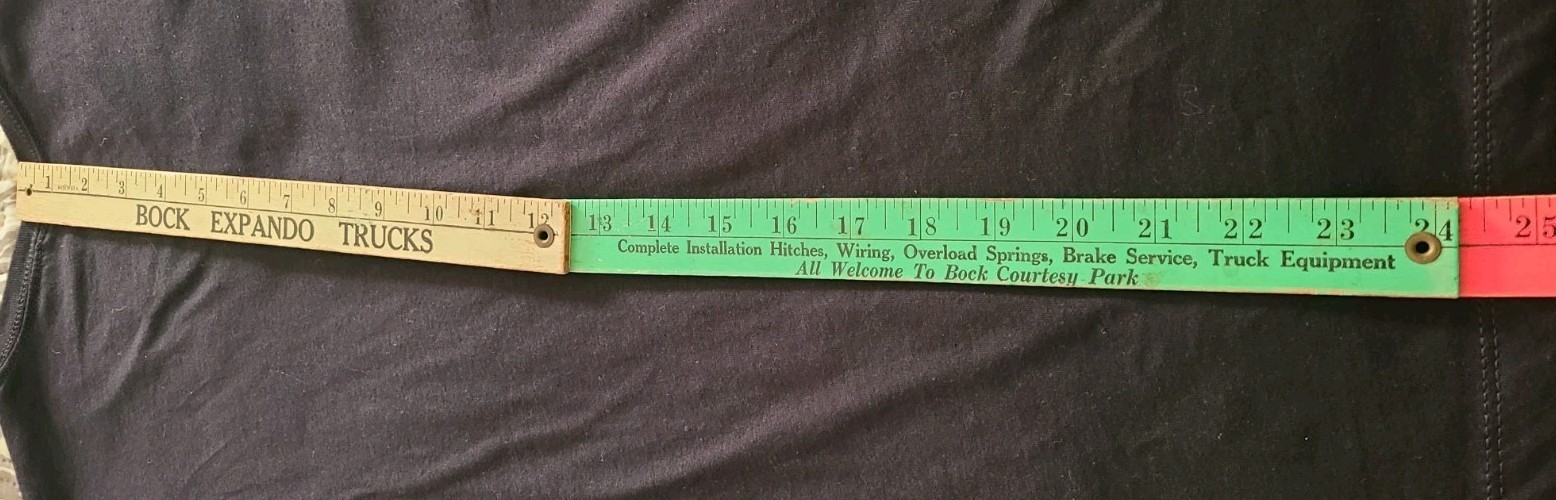 1 2 3 4 5 6 7 8 9 10 11 12
BOCK EXPANDO TRUCKS
13 14 15 16 17 18 19 20 21 22 23 24
Complete Installation Hitches, Wiring, Overload Springs, Brake Service, Truck Equipment
All Welcome To Bock Courtesy Park
25